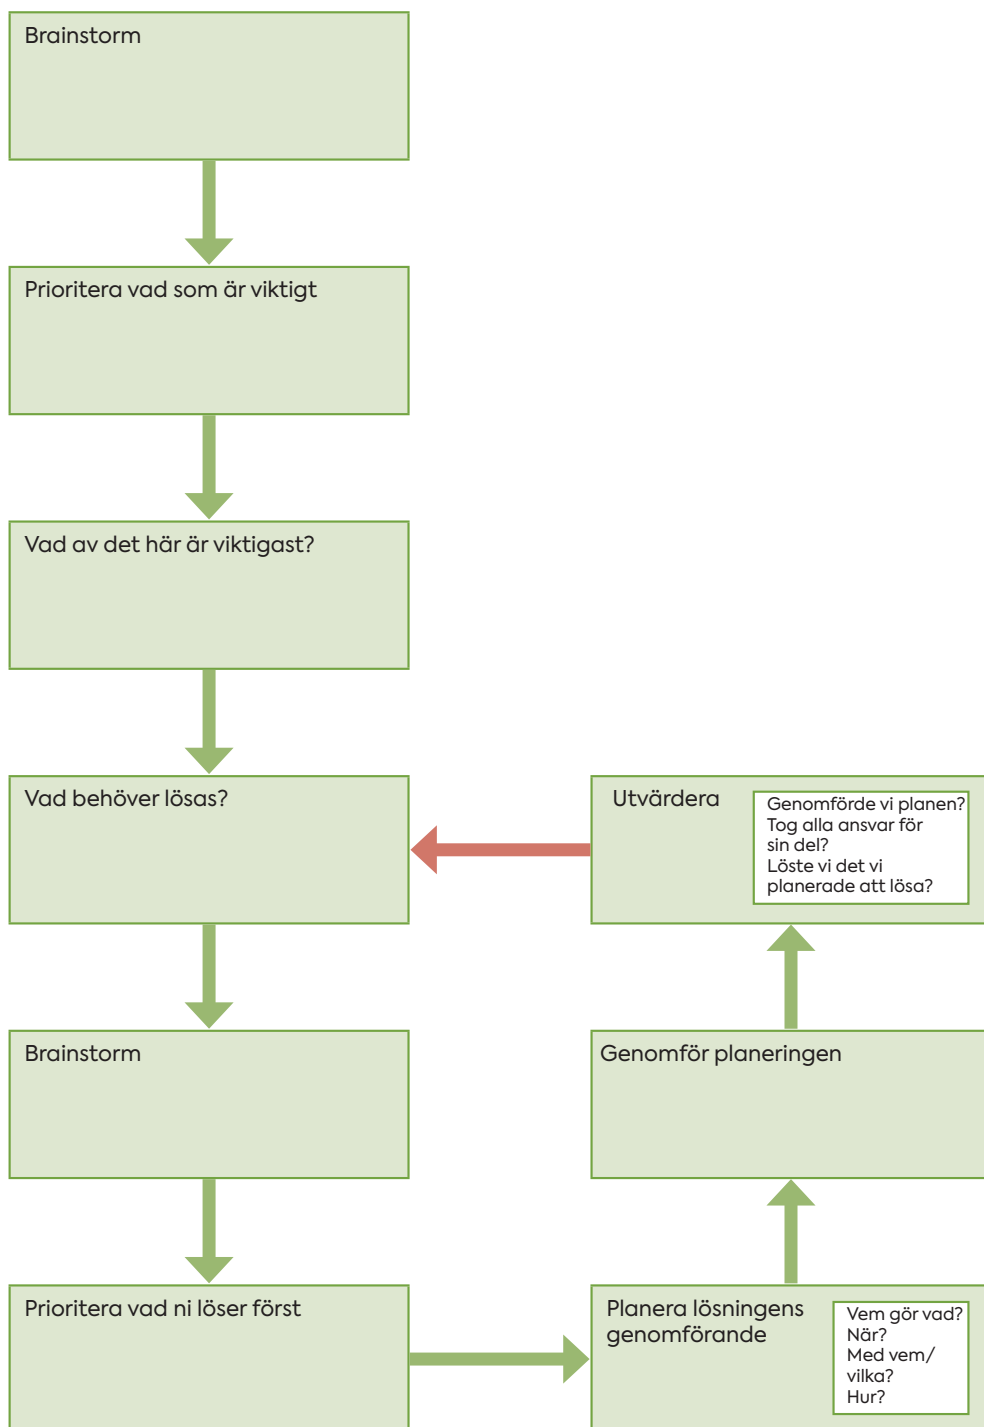 Brainstorm
Prioritera vad som är viktigt
Vad av det här är viktigast?
Vad behöver lösas?
Brainstorm
Prioritera vad ni löser först
Planera lösningens
genomförande
Vem gör vad?
När?
Med vem/
vilka?
Hur?
Genomför planeringen
Utvärdera
Genomförde vi planen?
Tog alla ansvar för
sin del?
Löste vi det vi
planerade att lösa?